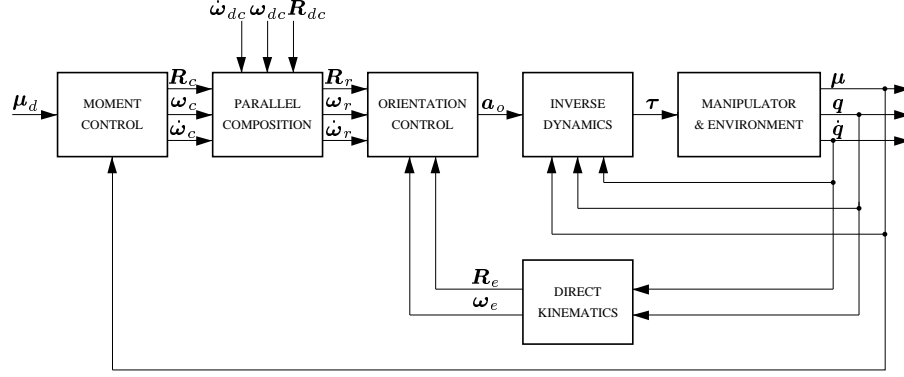 ω̇_dc ω_dc R_dc
R_c
R_r
μ
μ_d
MOMENT
CONTROL
ω_c
PARALLEL
COMPOSITION
ω_r
ORIENTATION
CONTROL
a_o
INVERSE
DYNAMICS
τ
MANIPULATOR
& ENVIRONMENT
q
ω̇_c
ω̇_r
q̇
R_e
ω_e
DIRECT
KINEMATICS